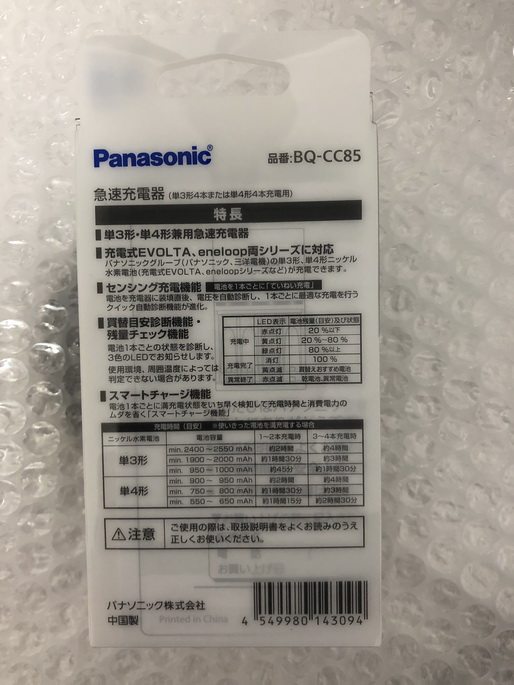 Panasonic®
品番:BQ-CC85
急速充電器 (単3形4本または単4形4本充電用)
特長
単3形・単4形兼用急速充電器
充電式EVOLTA、eneloop両シリーズに対応
パナソニックグループ(パナソニック、三洋電機)の単3形、単4形ニッケル
水素電池(充電式EVOLTA、eneloopシリーズなど)が充電できます。
センシング充電機能 電池を1本ごとに「ていねい充電」
電池を充電器に装填直後、電圧を自動診断し、1本ごとに最適な充電を行う
クイック自動診断機能が進化。
買替目安診断機能・
残量チェック機能
電池1本ごとの状態を診断し、
3色のLEDでお知らせします。
使用環境、周囲温度によっては
判定できない場合があります。
LED表示 電池残量(目安)及び状態
充電中 赤点灯 20%以下
黄点灯 20%~80%
緑点灯 80%以上
充電完了 消灯 100%
黄点滅 買替えおすすめ電池
異常終了 赤点滅 乾電池、異常電池
スマートチャージ機能
電池1本ごとに満充電状態をいち早く検知して充電時間と消費電力の
ムダを省く「スマートチャージ機能」
充電時間(目安) ※使いきった電池を満充電する場合
ニッケル水素電池 電池容量 1~2本充電時 3~4本充電時
単3形 min. 2400~2550 mAh 約2時間 約4時間
min. 1900~2000 mAh 約1時間30分 約3時間
min. 950~1000 mAh 約45分 約1時間30分
単4形 min. 900~950 mAh 約2時間 約4時間
min. 750~800 mAh 約1時間30分 約3時間
min. 550~650 mAh 約1時間15分 約2時間30分
注意 ご使用の際は、取扱説明書をよくお読みのうえ
正しくお使いください。
お買い上げ日
パナソニック株式会社
中国製 Printed in China
4 549980 143094